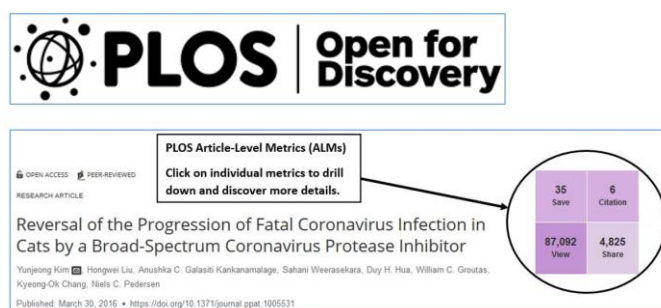 PLOS
Open for
Discovery
PLOS Article-Level Metrics (ALMs)
Click on individual metrics to drill
down and discover more details.
OPEN ACCESS PEER-REVIEWED
RESEARCH ARTICLE
Reversal of the Progression of Fatal Coronavirus Infection in
Cats by a Broad-Spectrum Coronavirus Protease Inhibitor
Yunjeong Kim, Hongwei Liu, Anushka C. Galasiti Kankanamalage, Sahani Weerasekara, Duy H. Hua, William C. Groutas,
Kyeong-Ok Chang, Niels C. Pedersen
Published: March 30, 2016 • https://doi.org/10.1371/journal.ppat.1005531
35
Save
6
Citation
87,092
View
4,825
Share